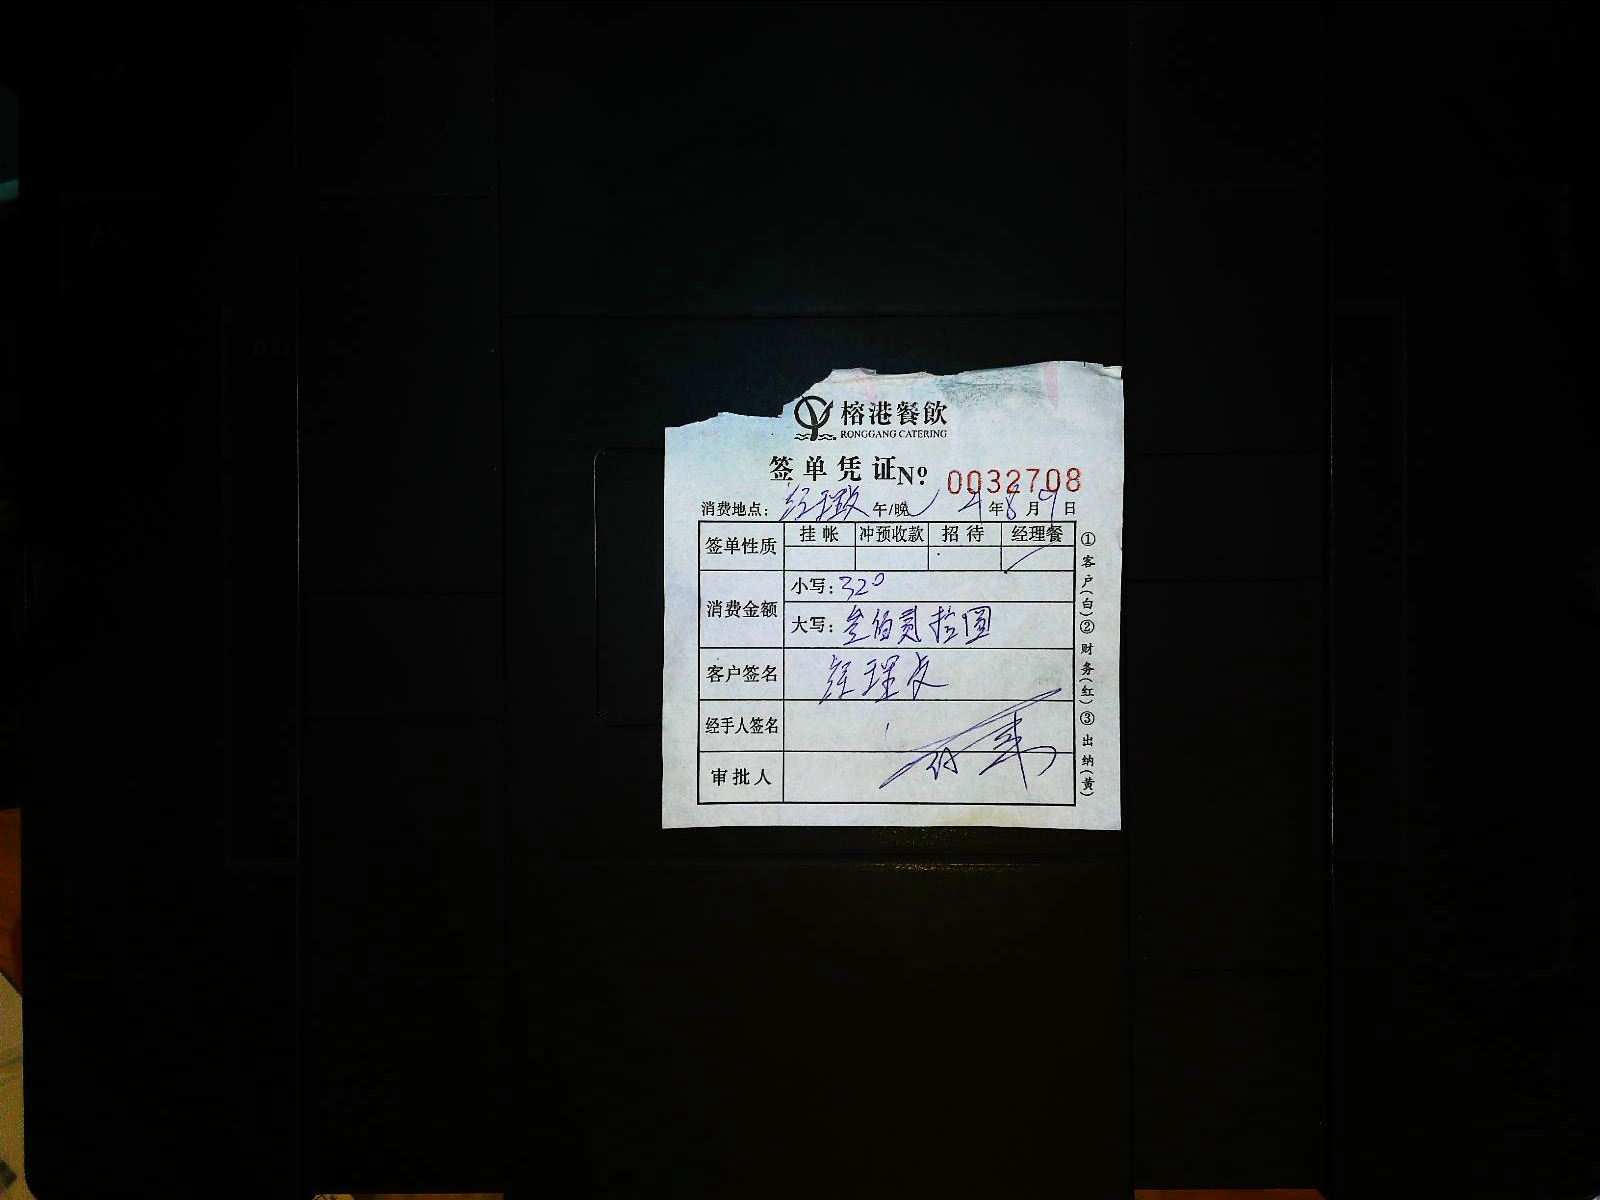 榕港餐飲
RONGGANG CATERING
签单凭证 Nº 0032708
消费地点: 午/晚 21年8月9日
签单性质 挂帐 冲预收款 招待 经理餐
消费金额 小写: 320
大写: 叁佰贰拾圆
客户签名 经理
经手人签名
审批人
①客户(白)②财务(红)③出纳(黄)